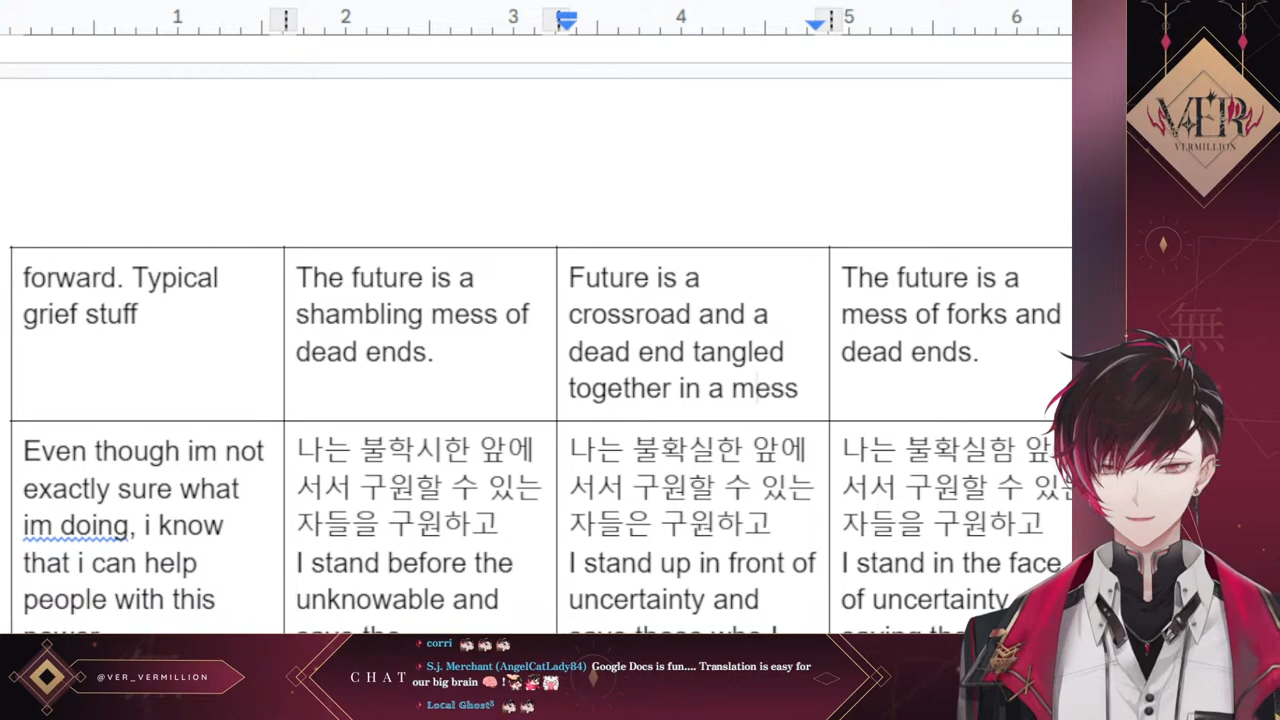 1 2 3 4 5 6
VER
VERMILLION
forward. Typical
grief stuff
The future is a
shambling mess of
dead ends.
Future is a
crossroad and a
dead end tangled
together in a mess
The future is a
mess of forks and
dead ends.
無
Even though im not
exactly sure what
im doing, i know
that i can help
people with this
나는 불학시한 앞에
서서 구원할 수 있는
자들을 구원하고
I stand before the
unknowable and
나는 불확실한 앞에
서서 구원할 수 있는
자들은 구원하고
I stand up in front of
uncertainty and
나는 불확실함 앞
서서 구원할 수 있는
자들을 구원하고
I stand in the face
of uncertainty
@VER_VERMILLION
CHAT
corri
S.j. Merchant (AngelCatLady84) Google Docs is fun.... Translation is easy for
our big brain 🧠 !
Local Ghost⁸